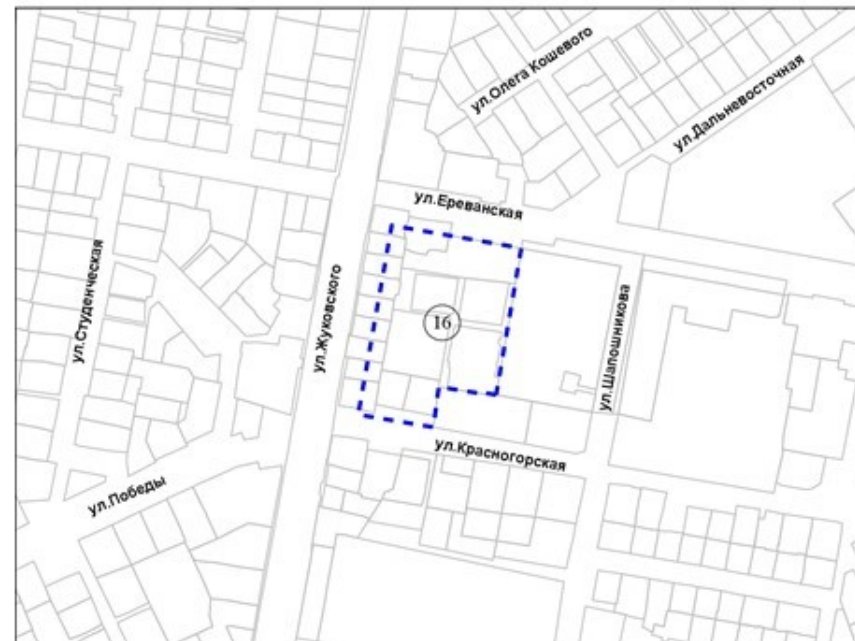 ул.Олега Кошевого
ул.Дальневосточная
ул.Ереванская
ул.Студенческая
ул.Жуковского
16
ул.Шапошникова
ул.Красногорская
ул.Победы